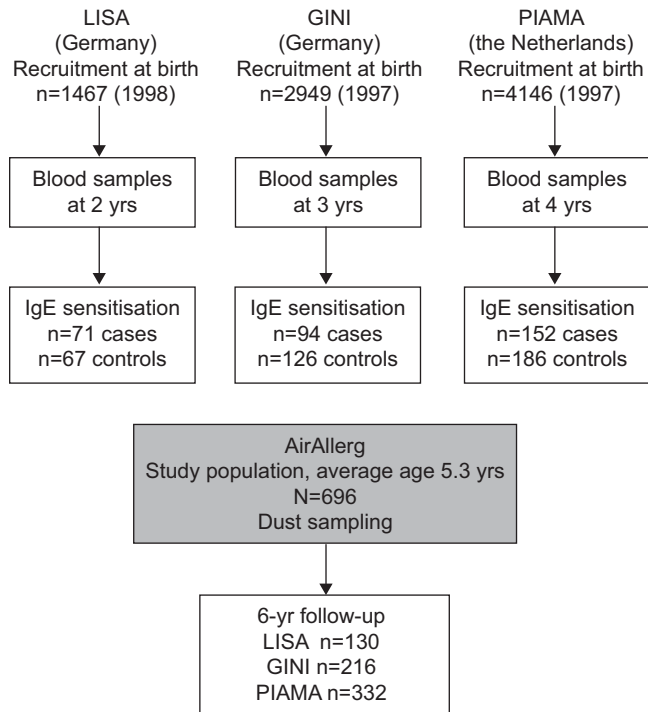 LISA
(Germany)
Recruitment at birth
n=1467 (1998)
GINI
(Germany)
Recruitment at birth
n=2949 (1997)
PIAMA
(the Netherlands)
Recruitment at birth
n=4146 (1997)
Blood samples
at 2 yrs
Blood samples
at 3 yrs
Blood samples
at 4 yrs
IgE sensitisation
n=71 cases
n=67 controls
IgE sensitisation
n=94 cases
n=126 controls
IgE sensitisation
n=152 cases
n=186 controls
AirAllerg
Study population, average age 5.3 yrs
N=696
Dust sampling
6-yr follow-up
LISA n=130
GINI n=216
PIAMA n=332